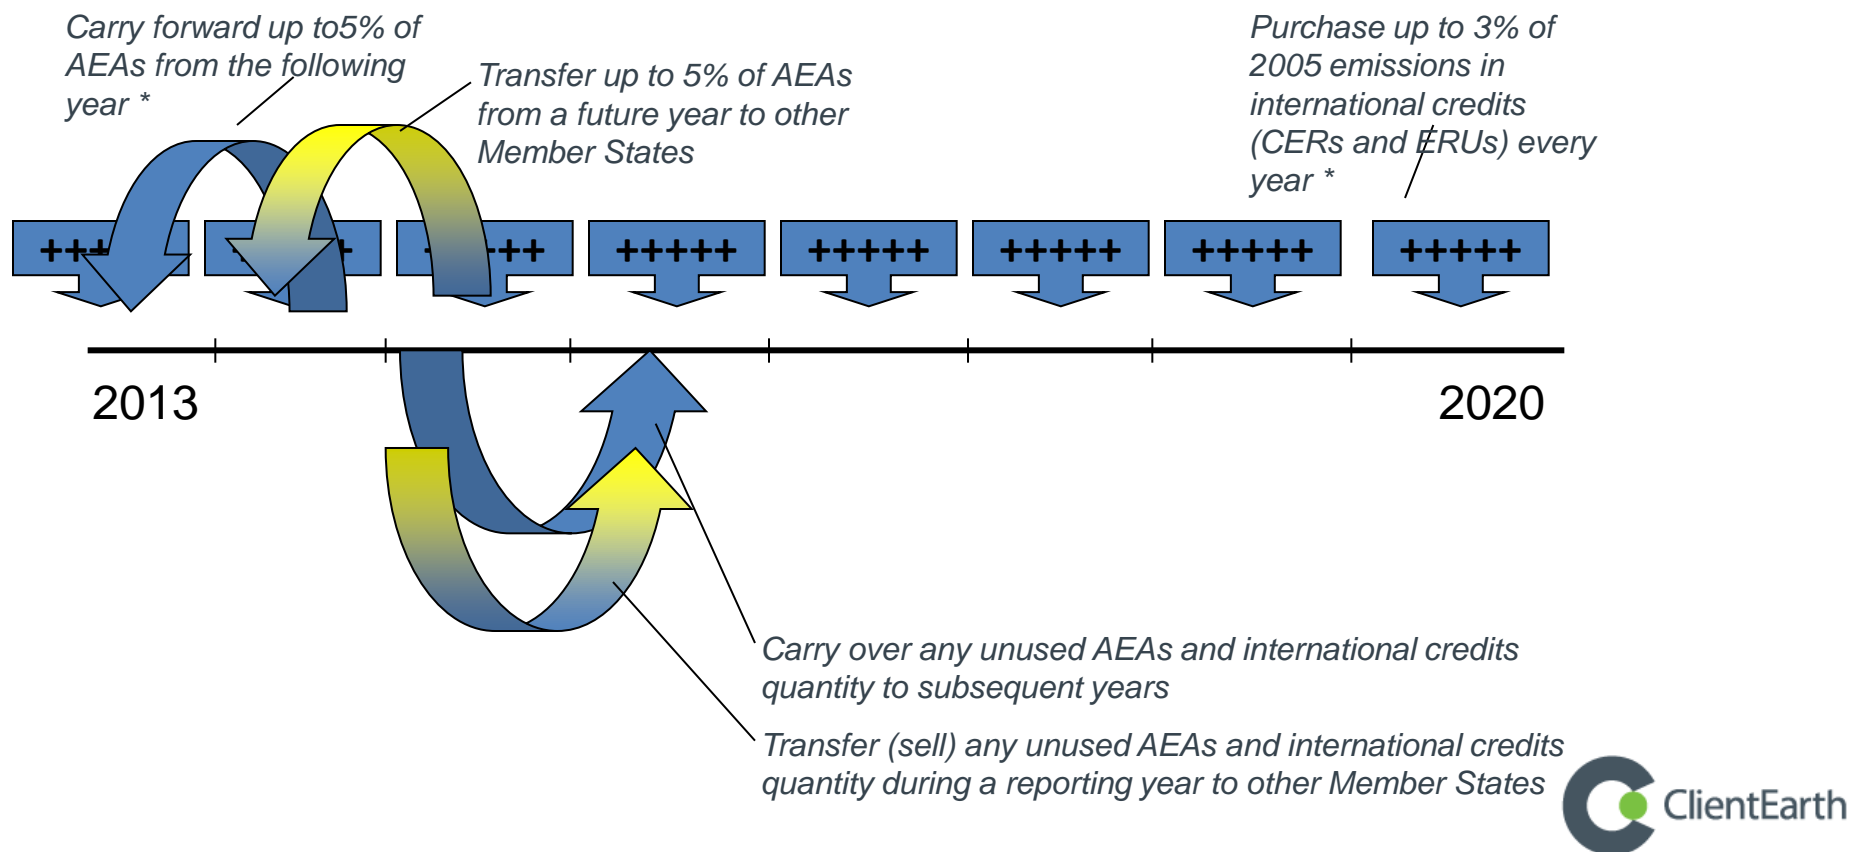 Carry forward up to5% of
AEAs from the following
year *
Transfer up to 5% of AEAs
from a future year to other
Member States
Purchase up to 3% of
2005 emissions in
international credits
(CERs and ERUs) every
year *
+++
+
+++
+++++
+++++
+++++
+++++
+++++
2013
2020
Carry over any unused AEAs and international credits
quantity to subsequent years
Transfer (sell) any unused AEAs and international credits
quantity during a reporting year to other Member States
ClientEarth